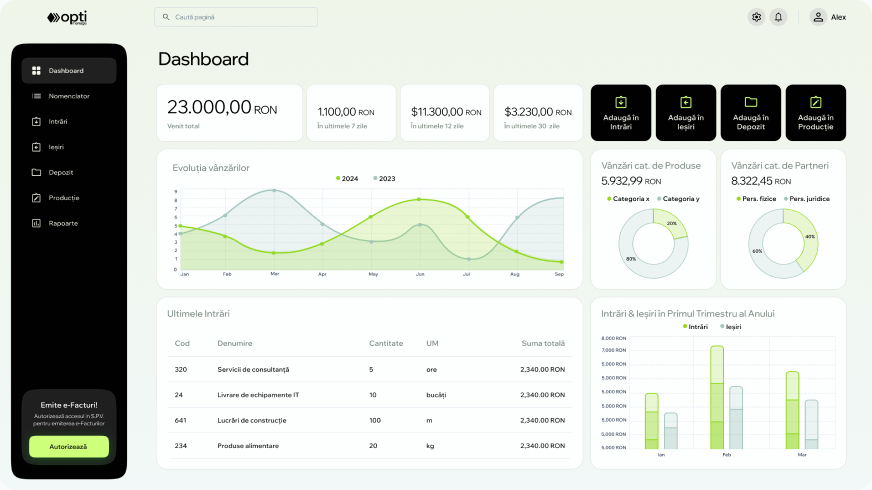 opti
Caută pagină
Alex
Dashboard
Nomenclator
Intrări
Ieșiri
Depozit
Producție
Rapoarte
Emite e-Facturi!
Autorizează accesul in S.P.V.
pentru emiterea e-Facturilor
Autorizează
Dashboard
23.000,00 RON
Venit total
1.100,00 RON
În ultimele 7 zile
$11.300,00 RON
În ultimele 12 zile
$3.230,00 RON
În ultimele 30 zile
Adaugă în
Intrări
Adaugă în
Ieșiri
Adaugă în
Depozit
Adaugă în
Producție
Evoluția vânzărilor
2024 2023
9
8
7
6
5
4
3
2
1
0
Jan Feb Mar Apr May Jun Jul Aug Sep
Vânzări cat. de Produse
5.932,99 RON
Categoria x Categoria y
20%
80%
Vânzări cat. de Partneri
8.322,45 RON
Pers. fizice Pers. juridice
40%
60%
Ultimele Intrări
Cod Denumire Cantitate UM Suma totală
320 Servicii de consultanță 5 ore 2,340.00 RON
24 Livrare de echipamente IT 10 bucăți 2,340.00 RON
641 Lucrări de construcție 100 m 2,340.00 RON
234 Produse alimentare 20 kg 2,340.00 RON
Intrări & Ieșiri în Primul Trimestru al Anului
Intrări Ieșiri
8,000 RON
7,000 RON
5,000 RON
5,000 RON
5,000 RON
5,000 RON
5,000 RON
5,000 RON
5,000 RON
Ian Feb Mar